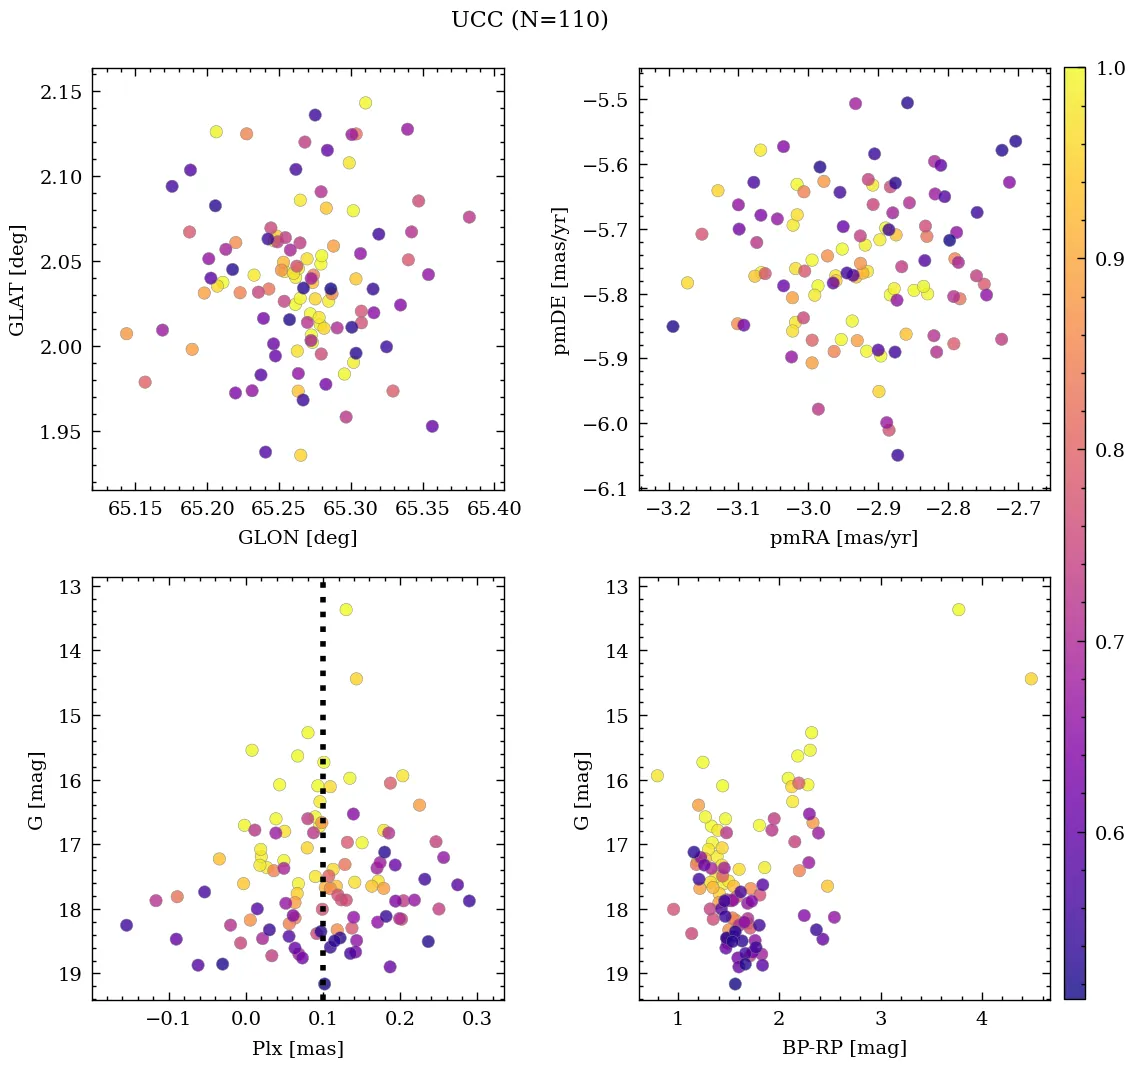 UCC (N=110)
2.15
2.10
2.05
2.00
1.95
GLAT [deg]
65.15 65.20 65.25 65.30 65.35 65.40
GLON [deg]
−5.5
−5.6
−5.7
−5.8
−5.9
−6.0
−6.1
pmDE [mas/yr]
−3.2 −3.1 −3.0 −2.9 −2.8 −2.7
pmRA [mas/yr]
13
14
15
16
17
18
19
G [mag]
−0.1 0.0 0.1 0.2 0.3
Plx [mas]
13
14
15
16
17
18
19
G [mag]
1 2 3 4
BP-RP [mag]
1.0
0.9
0.8
0.7
0.6